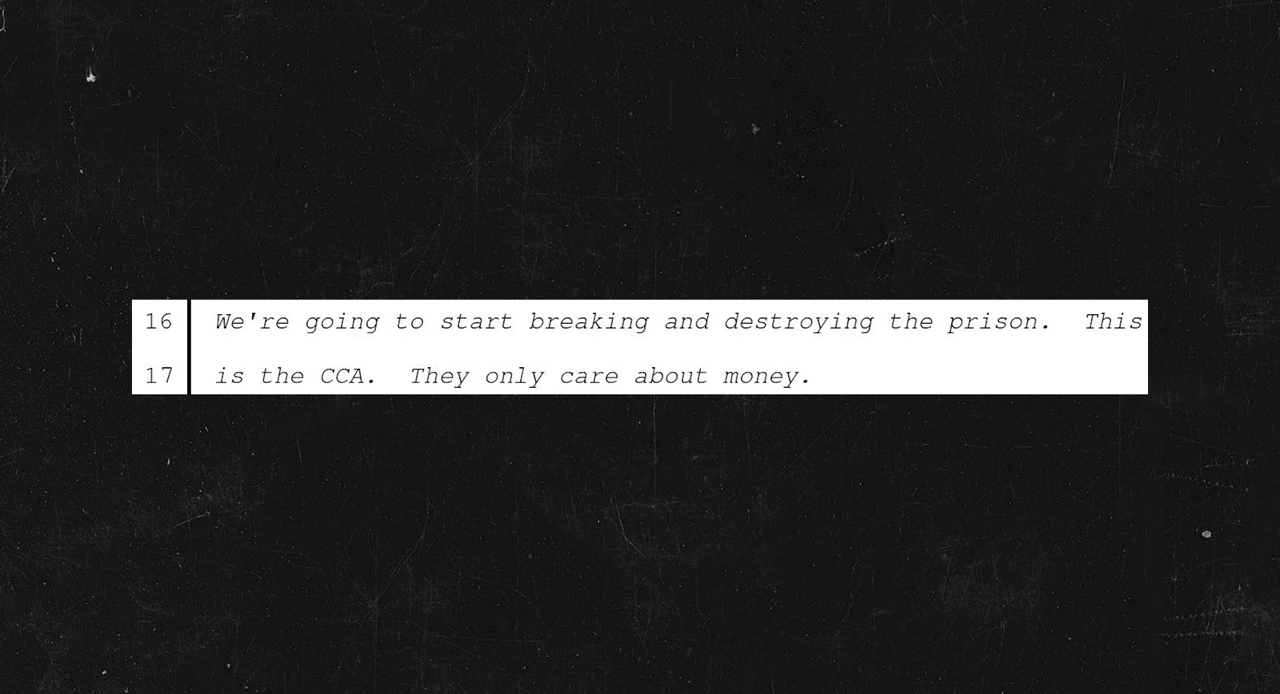 16 We're going to start breaking and destroying the prison. This
17 is the CCA. They only care about money.